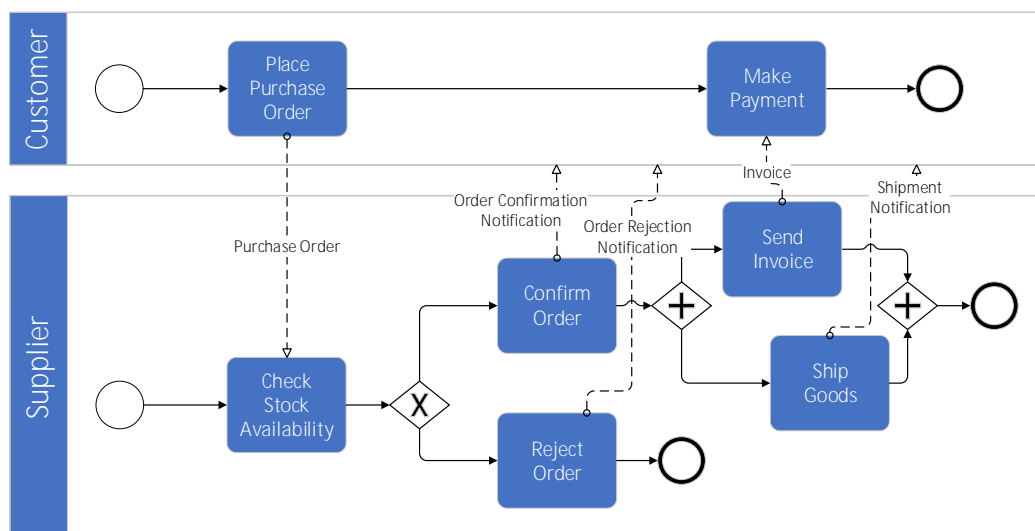 Customer
Place
Purchase
Order
Make
Payment
Invoice
Shipment
Notification
Order Confirmation
Notification
Order Rejection
Notification
Purchase Order
Supplier
Send
Invoice
Confirm
Order
Check
Stock
Availability
X
Ship
Goods
Reject
Order